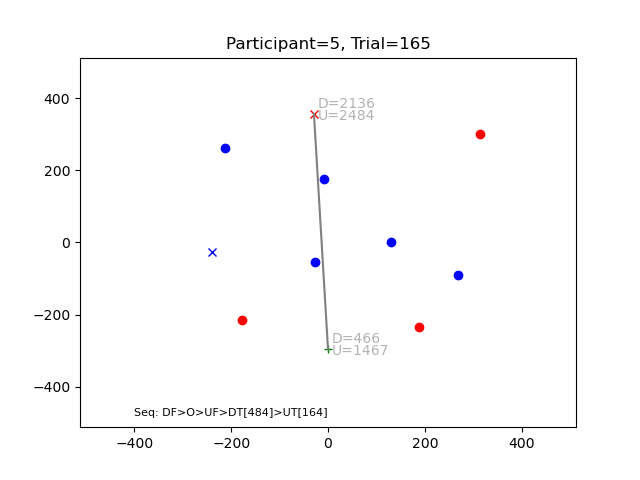 Participant=5, Trial=165
400
200
0
−200
−400
D=2136
U=2484
D=466
U=1467
Seq: DF>O>UF>DT[484]>UT[164]
−400
−200
0
200
400